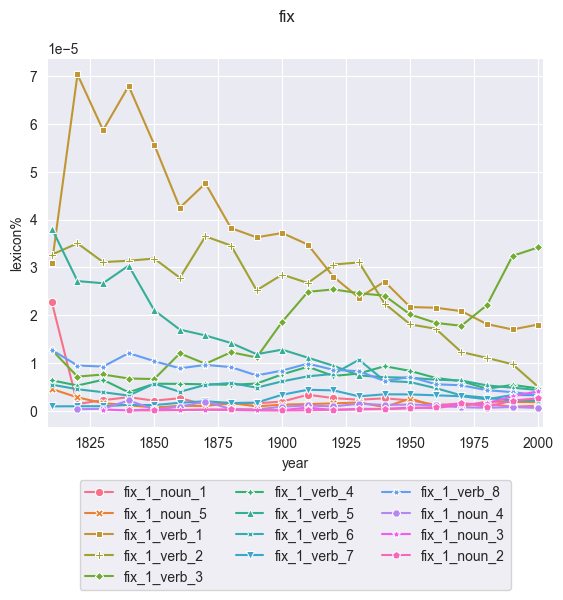 fix
1e−5
7
6
5
4
3
2
1
0
lexicon%
1825 1850 1875 1900 1925 1950 1975 2000
year
fix_1_noun_1 fix_1_verb_4 fix_1_verb_8
fix_1_noun_5 fix_1_verb_5 fix_1_noun_4
fix_1_verb_1 fix_1_verb_6 fix_1_noun_3
fix_1_verb_2 fix_1_verb_7 fix_1_noun_2
fix_1_verb_3